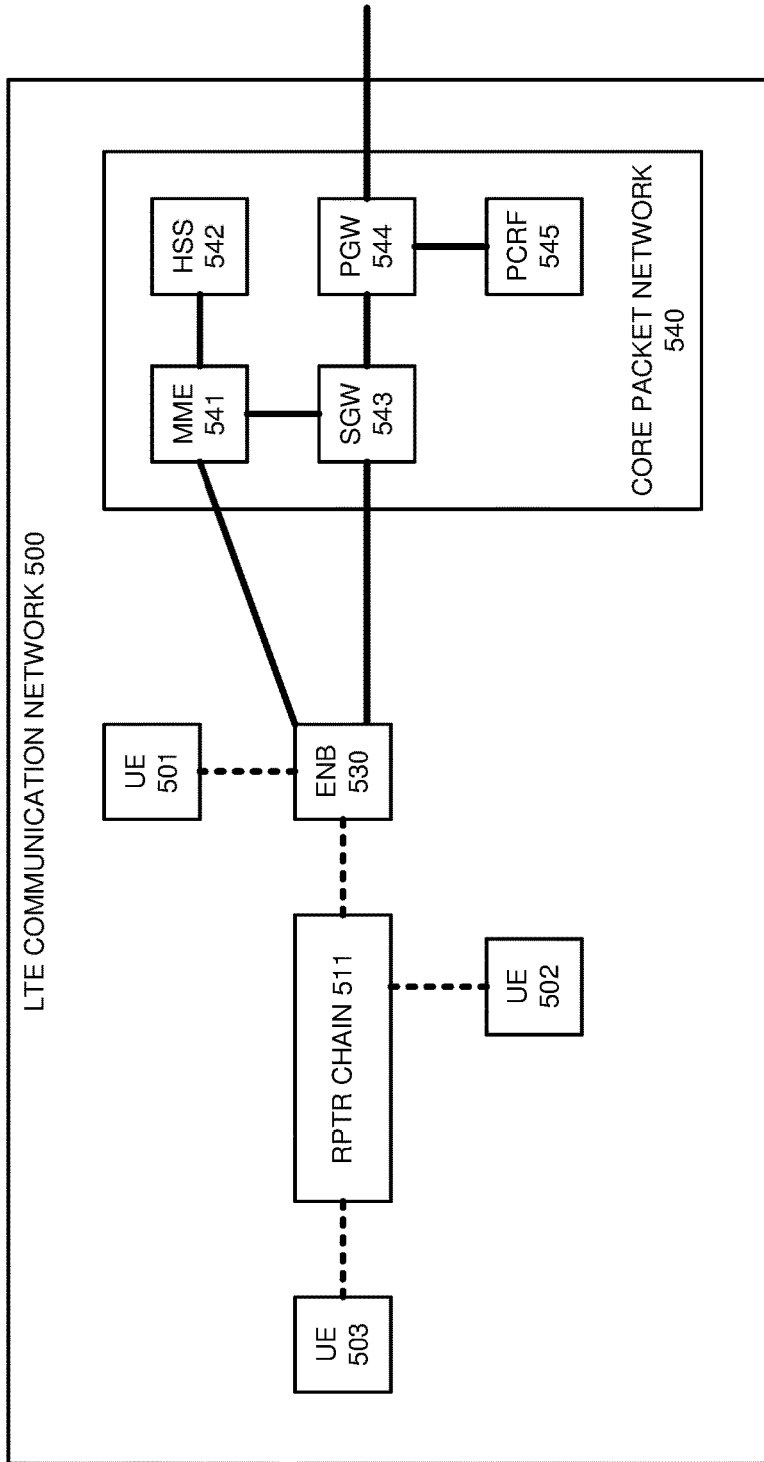 LTE COMMUNICATION NETWORK 500
UE
503
RPTR CHAIN 511
UE
502
UE
501
ENB
530
MME
541
HSS
542
SGW
543
PGW
544
PCRF
545
CORE PACKET NETWORK
540